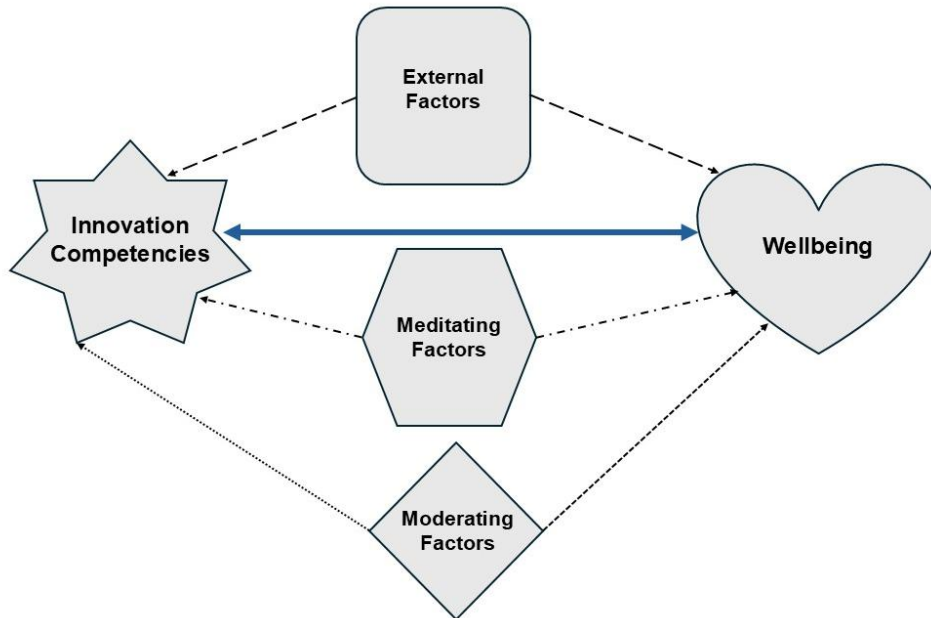 External
Factors
Innovation
Competencies
Wellbeing
Meditating
Factors
Moderating
Factors